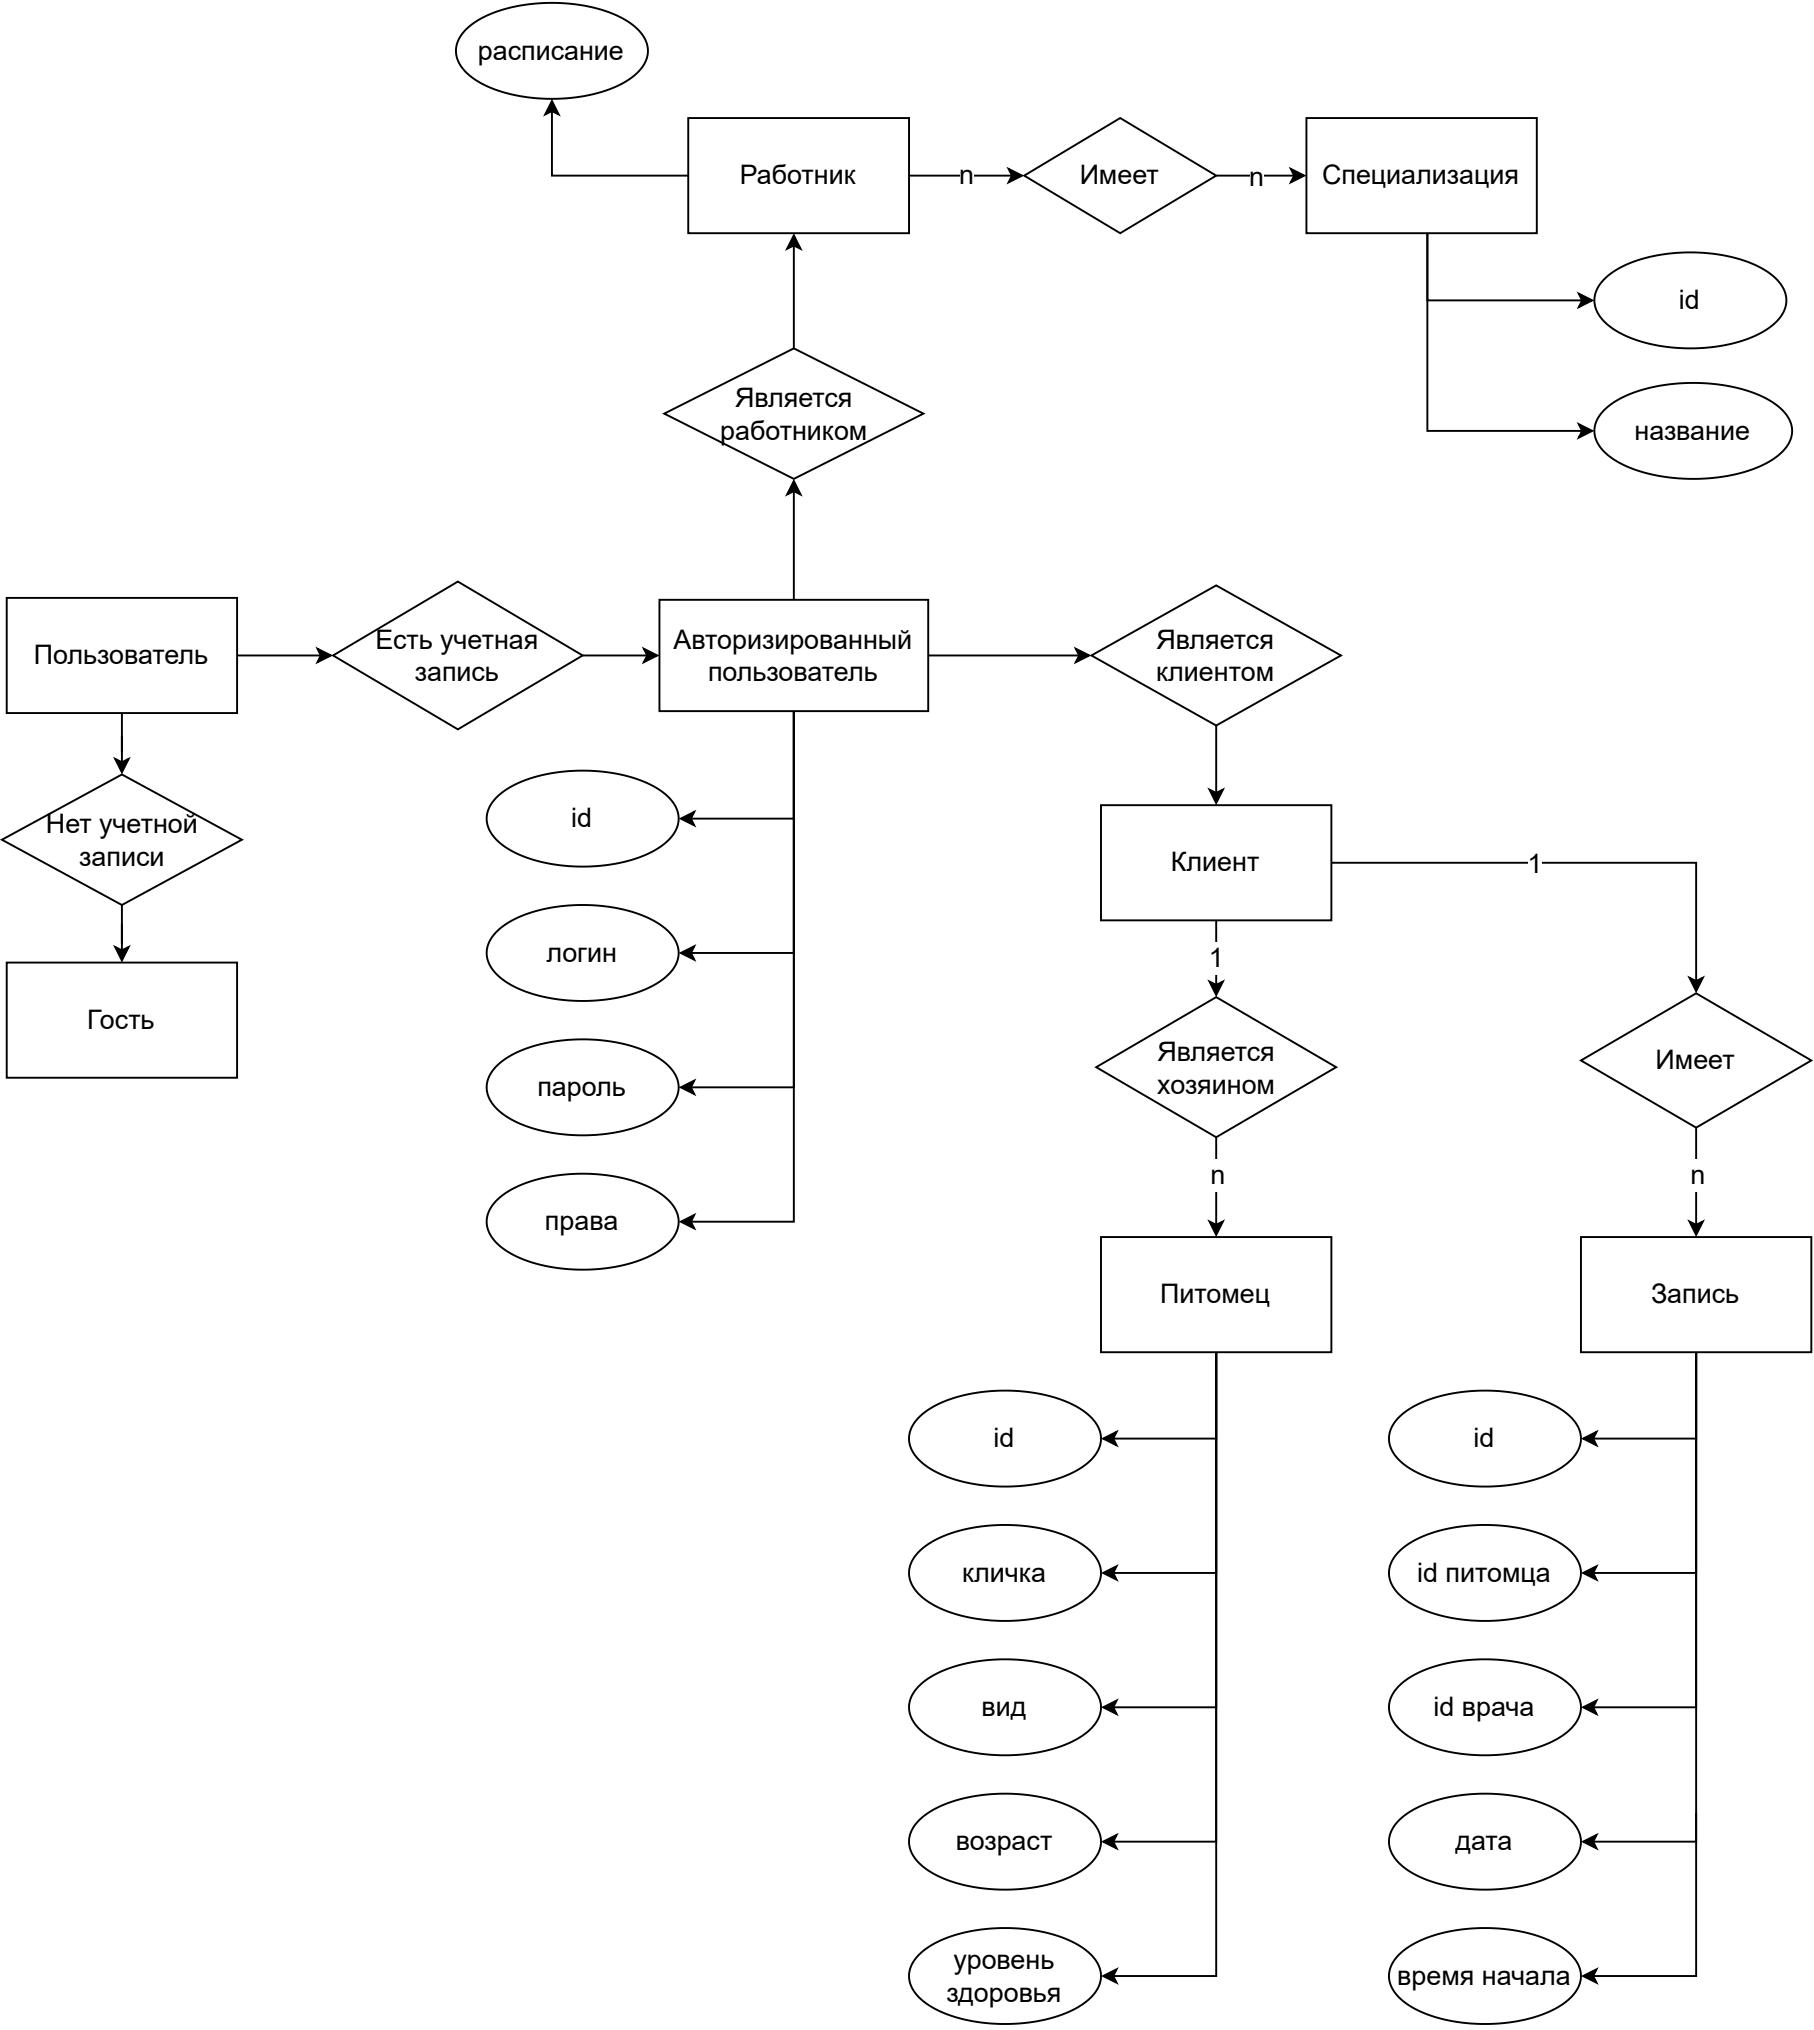 расписание
Работник
n
Имеет
n
Специализация
id
название
Является
работником
Пользователь
Есть учетная
запись
Авторизированный
пользователь
Является
клиентом
Нет учетной
записи
Гость
id
логин
пароль
права
Клиент
1
1
Является
хозяином
Имеет
n
n
Питомец
Запись
id
кличка
вид
возраст
уровень
здоровья
id
id питомца
id врача
дата
время начала